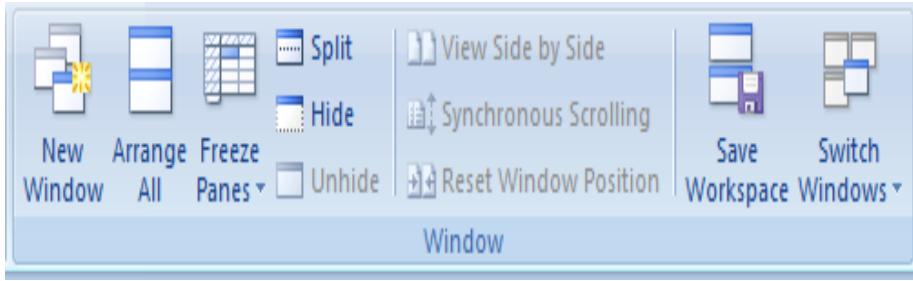 New Window
Arrange All
Freeze Panes
Split
Hide
Unhide
View Side by Side
Synchronous Scrolling
Reset Window Position
Save Workspace
Switch Windows
Window